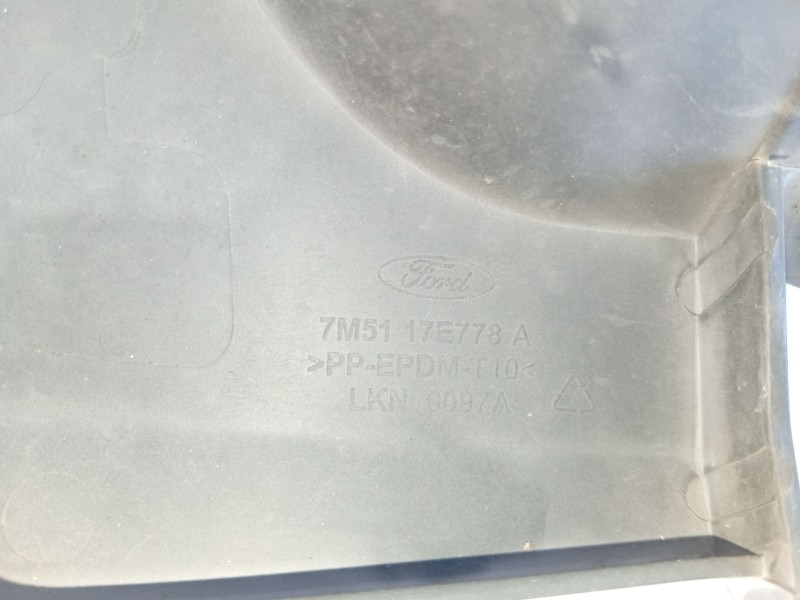 Ford
7M51 17E778 A
>PP-EPDM-T10<
LKN 0097A